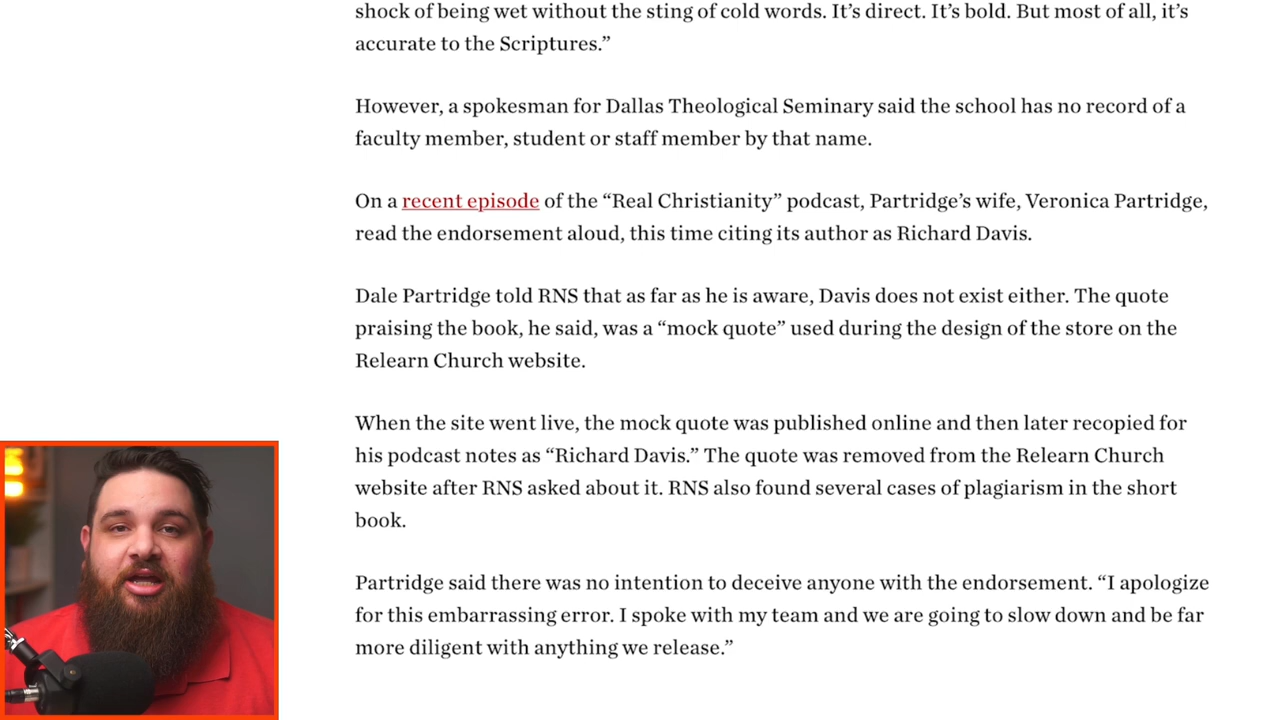 shock of being wet without the sting of cold words. It’s direct. It’s bold. But most of all, it’s
accurate to the Scriptures.”
However, a spokesman for Dallas Theological Seminary said the school has no record of a
faculty member, student or staff member by that name.
On a recent episode of the “Real Christianity” podcast, Partridge’s wife, Veronica Partridge,
read the endorsement aloud, this time citing its author as Richard Davis.
Dale Partridge told RNS that as far as he is aware, Davis does not exist either. The quote
praising the book, he said, was a “mock quote” used during the design of the store on the
Relearn Church website.
When the site went live, the mock quote was published online and then later recopied for
his podcast notes as “Richard Davis.” The quote was removed from the Relearn Church
website after RNS asked about it. RNS also found several cases of plagiarism in the short
book.
Partridge said there was no intention to deceive anyone with the endorsement. “I apologize
for this embarrassing error. I spoke with my team and we are going to slow down and be far
more diligent with anything we release.”